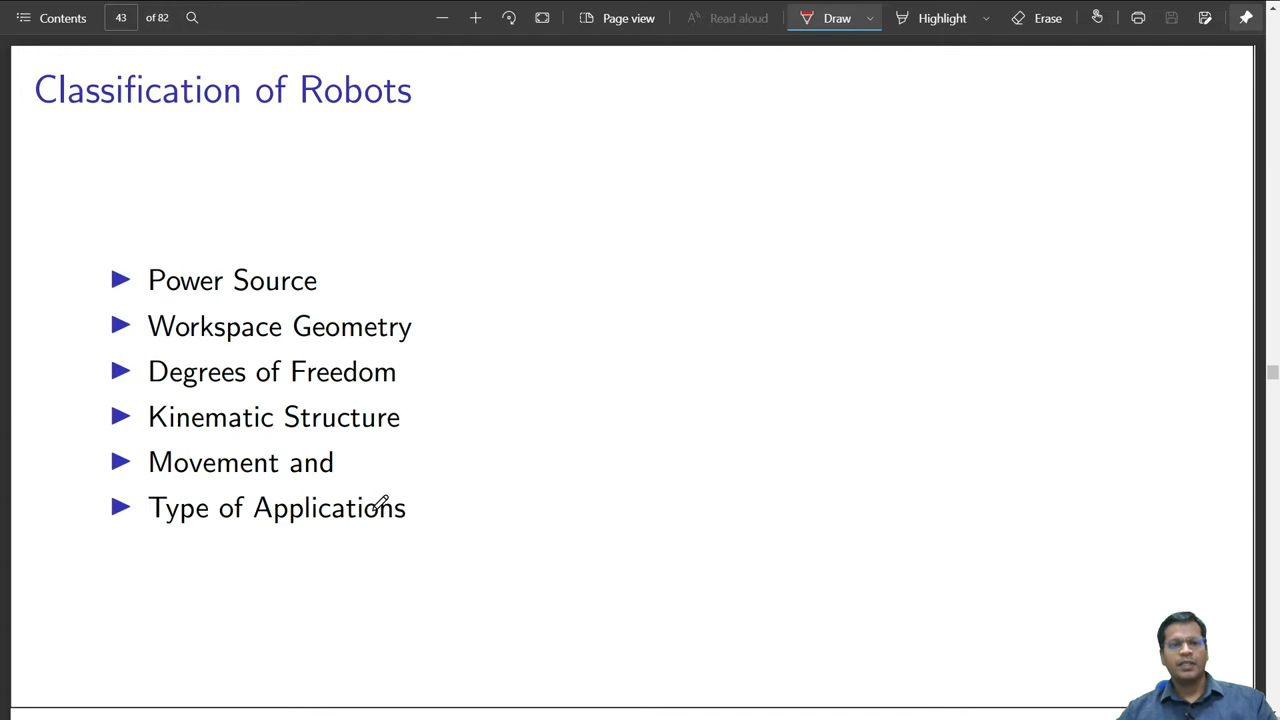 Contents
43
of 82
Page view
Read aloud
Draw
Highlight
Erase
Classification of Robots
Power Source
Workspace Geometry
Degrees of Freedom
Kinematic Structure
Movement and
Type of Applications